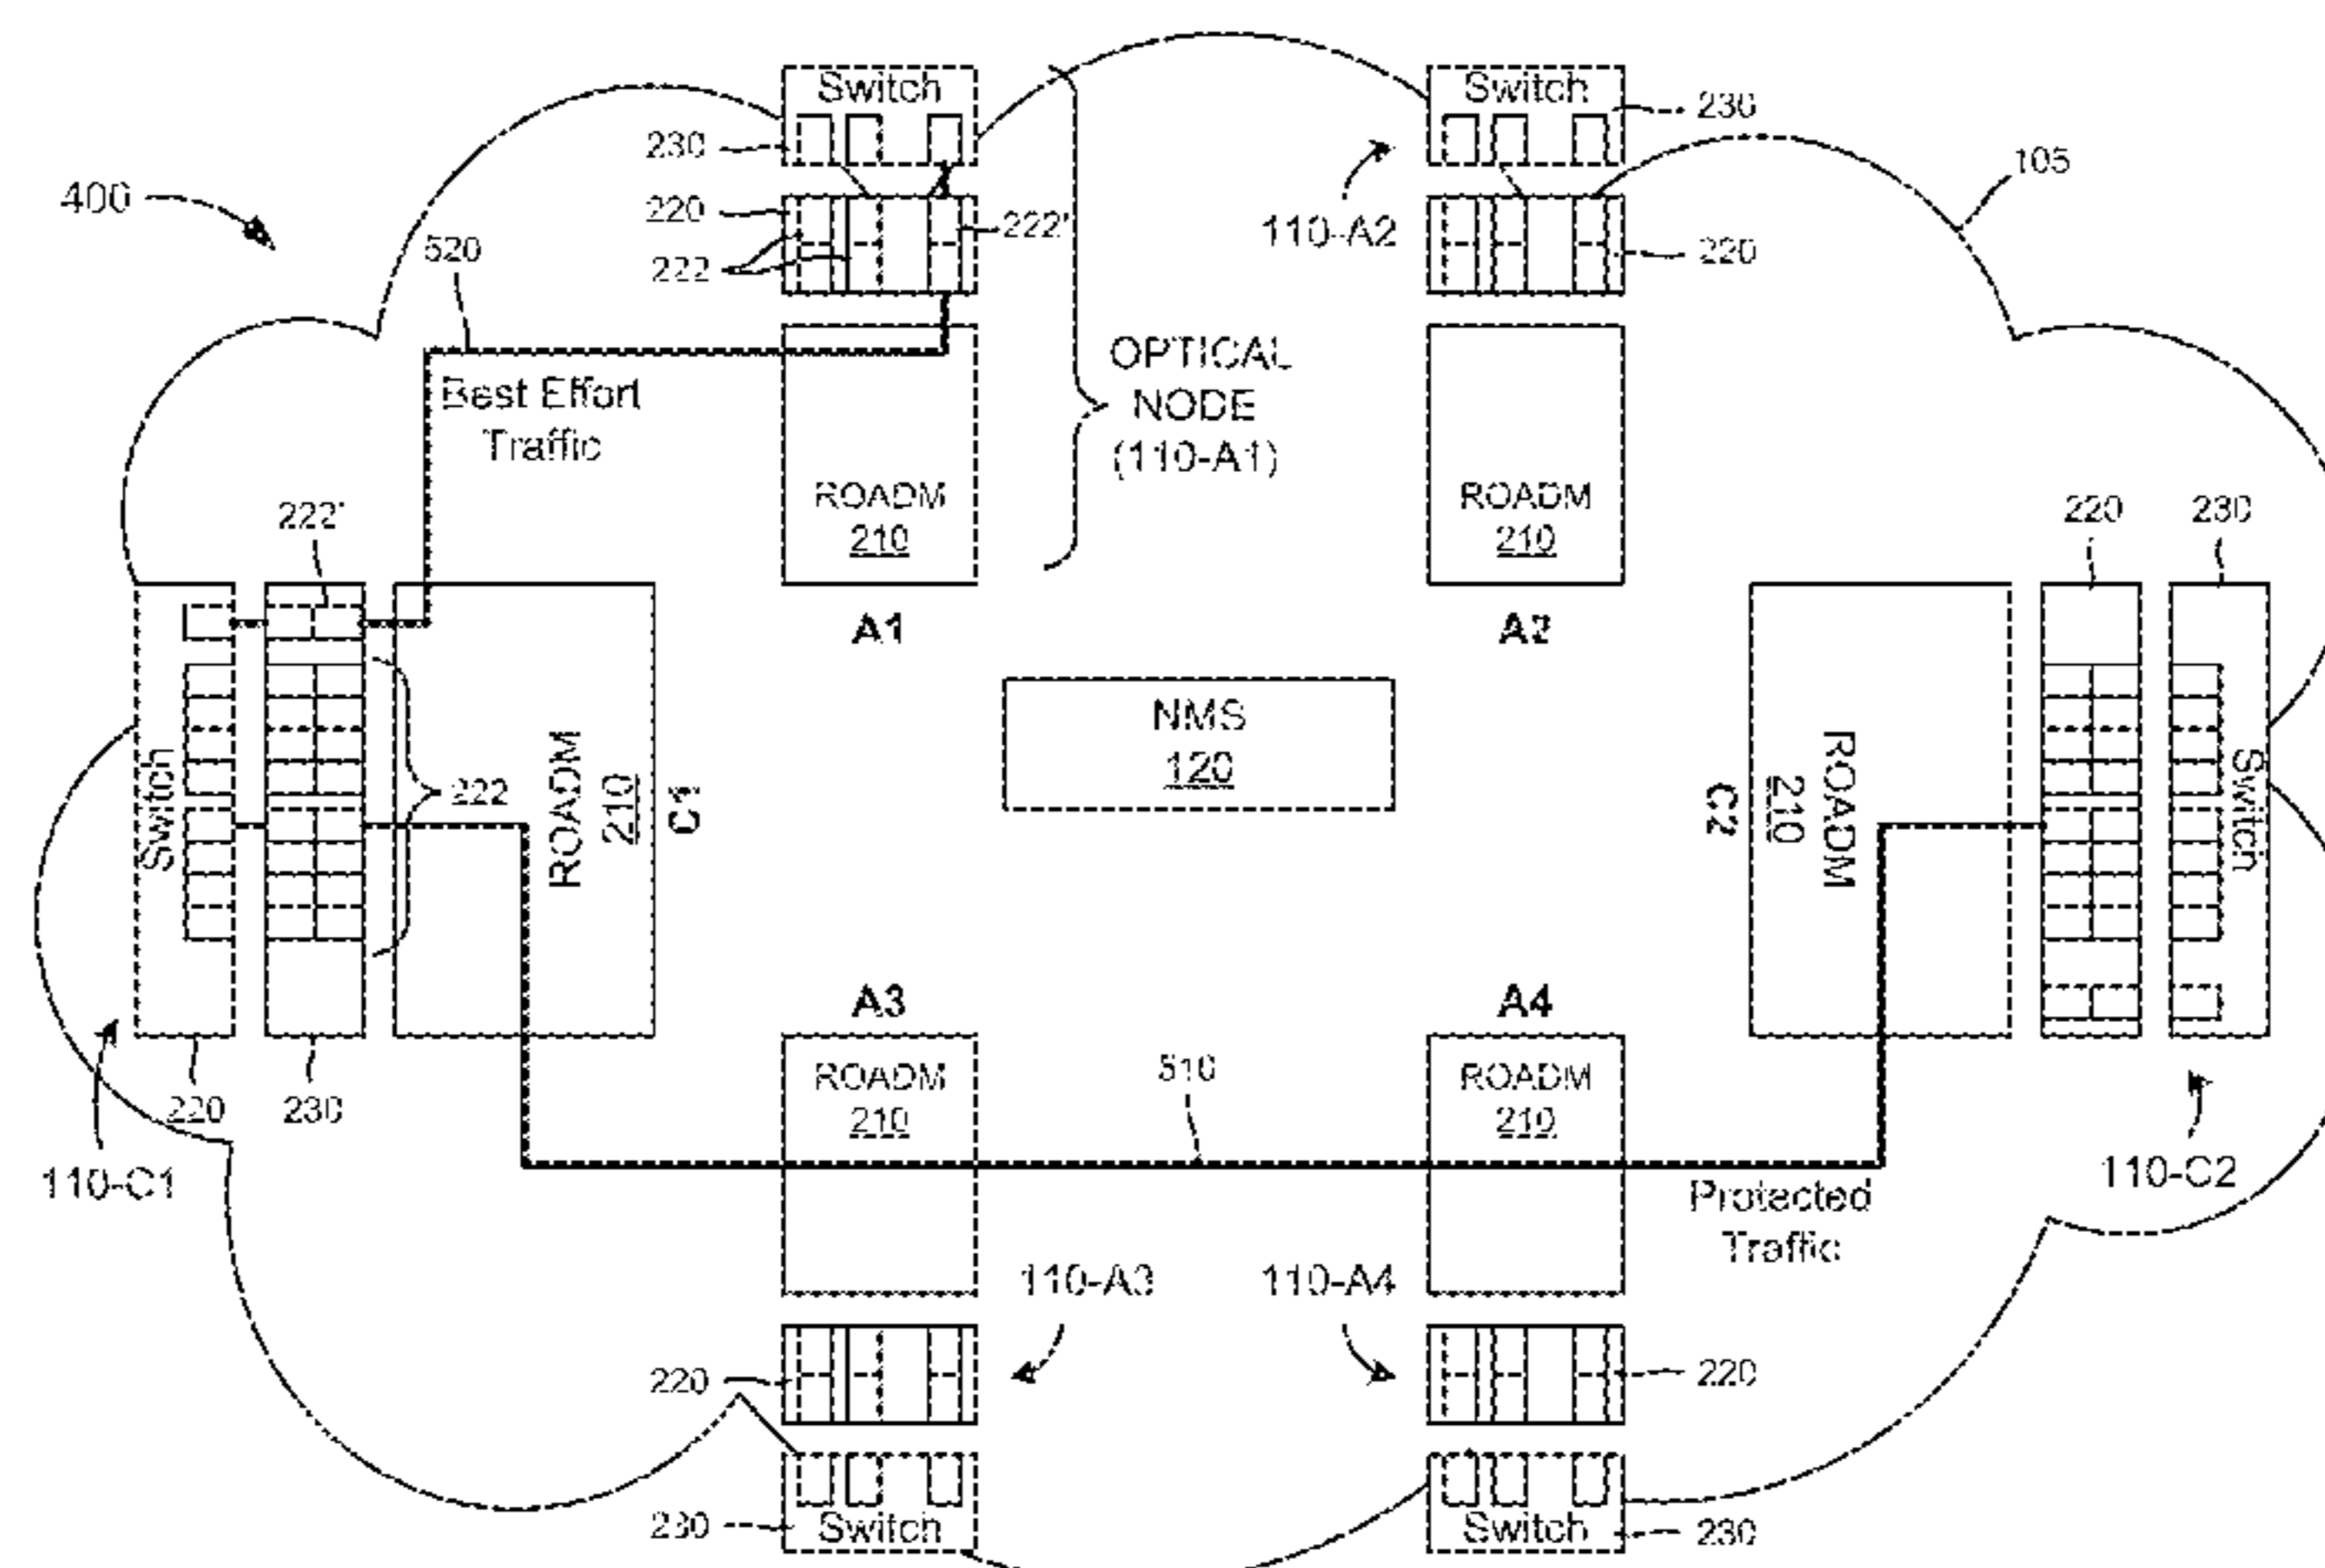 Switch
Switch
230
230
105
400
220
222'
110-A2
520
222
220
OPTICAL
NODE
(110-A1)
Best Effort
Traffic
ROADM
210
ROADM
210
222'
220
230
A1
A2
NMS
120
Switch
222
ROADM
210
C1
C2
210
ROADM
Switch
A3
A4
ROADM
210
510
ROADM
210
220
230
110-C1
110-C2
Protected
Traffic
110-A3
110-A4
220
220
230
Switch
Switch
230